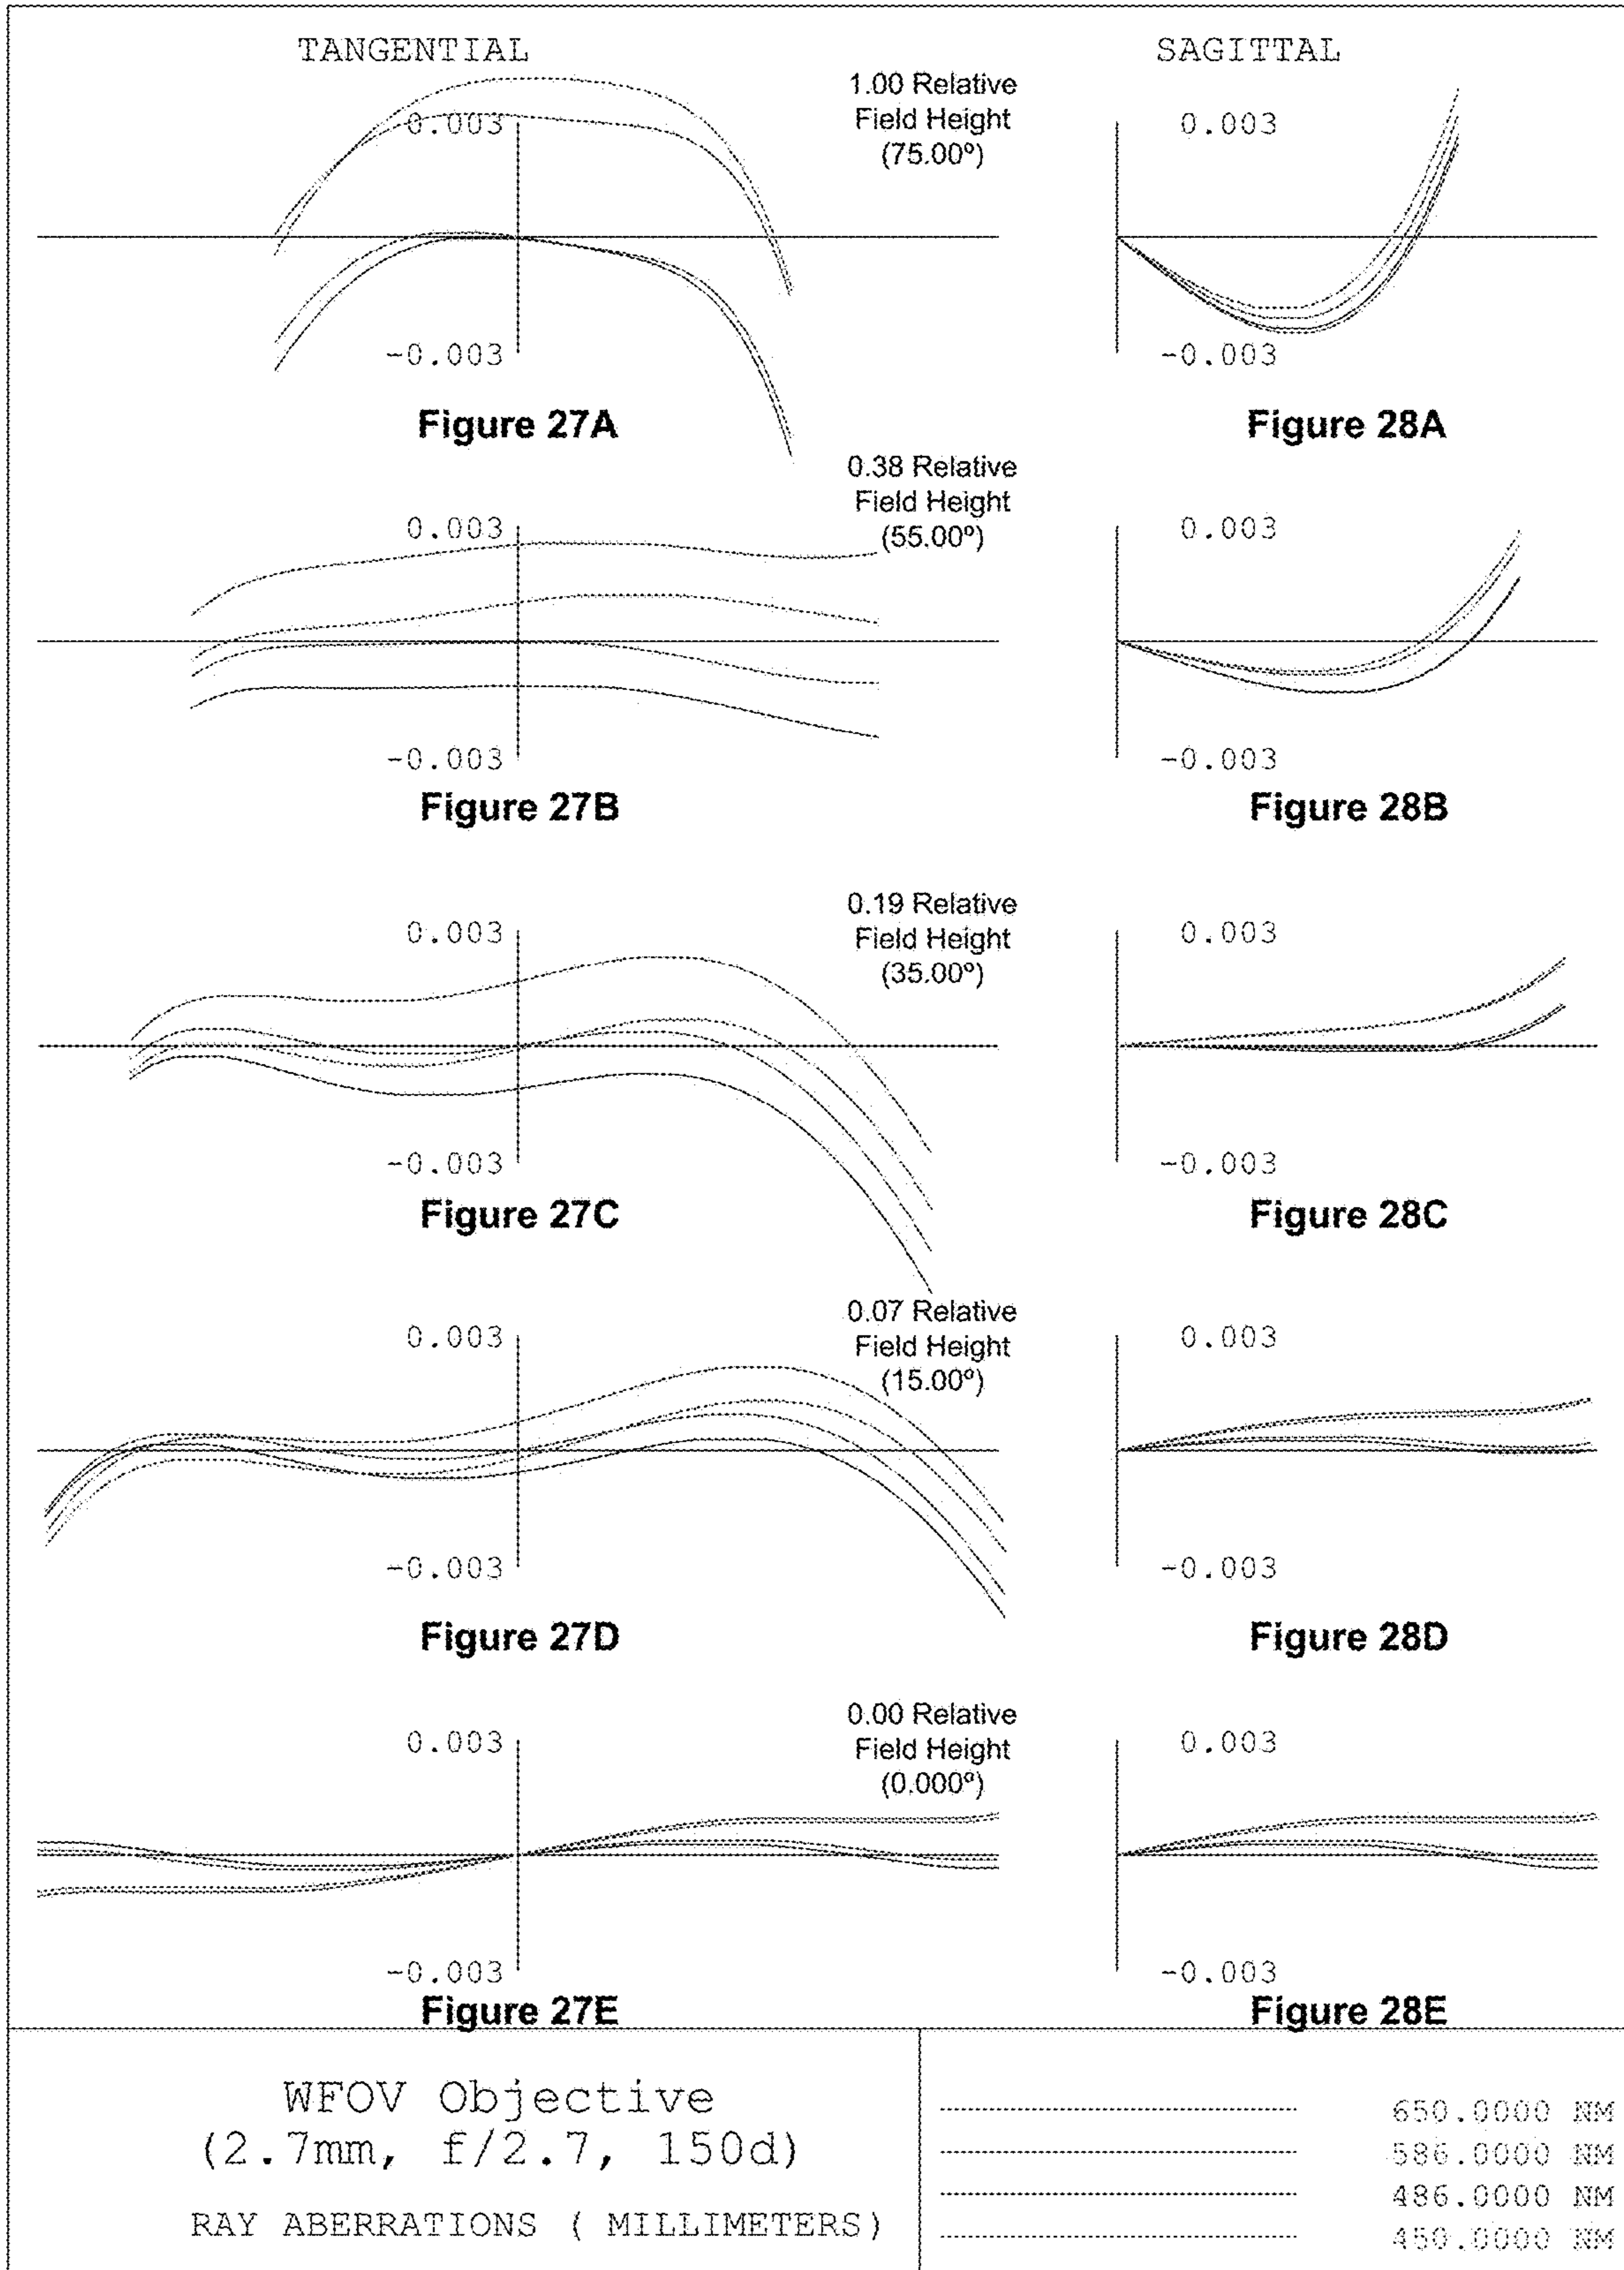 TANGENTIAL
SAGITTAL
1.00 Relative
Field Height
(75.00º)
0.003
0.003
-0.003
-0.003
Figure 27A
Figure 28A
0.38 Relative
Field Height
(55.00º)
0.003
0.003
-0.003
-0.003
Figure 27B
Figure 28B
0.19 Relative
Field Height
(35.00º)
0.003
0.003
-0.003
-0.003
Figure 27C
Figure 28C
0.07 Relative
Field Height
(15.00º)
0.003
0.003
-0.003
-0.003
Figure 27D
Figure 28D
0.00 Relative
Field Height
(0.000º)
0.003
0.003
-0.003
-0.003
Figure 27E
Figure 28E
WFOV Objective
(2.7mm, f/2.7, 150d)
RAY ABERRATIONS ( MILLIMETERS)
650.0000 NM
586.0000 NM
486.0000 NM
450.0000 NM